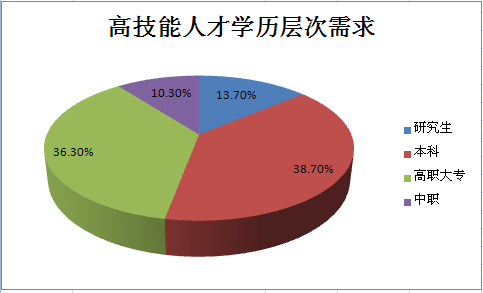 高技能人才学历层次需求
10.30%
13.70%
36.30%
38.70%
研究生
本科
高职大专
中职